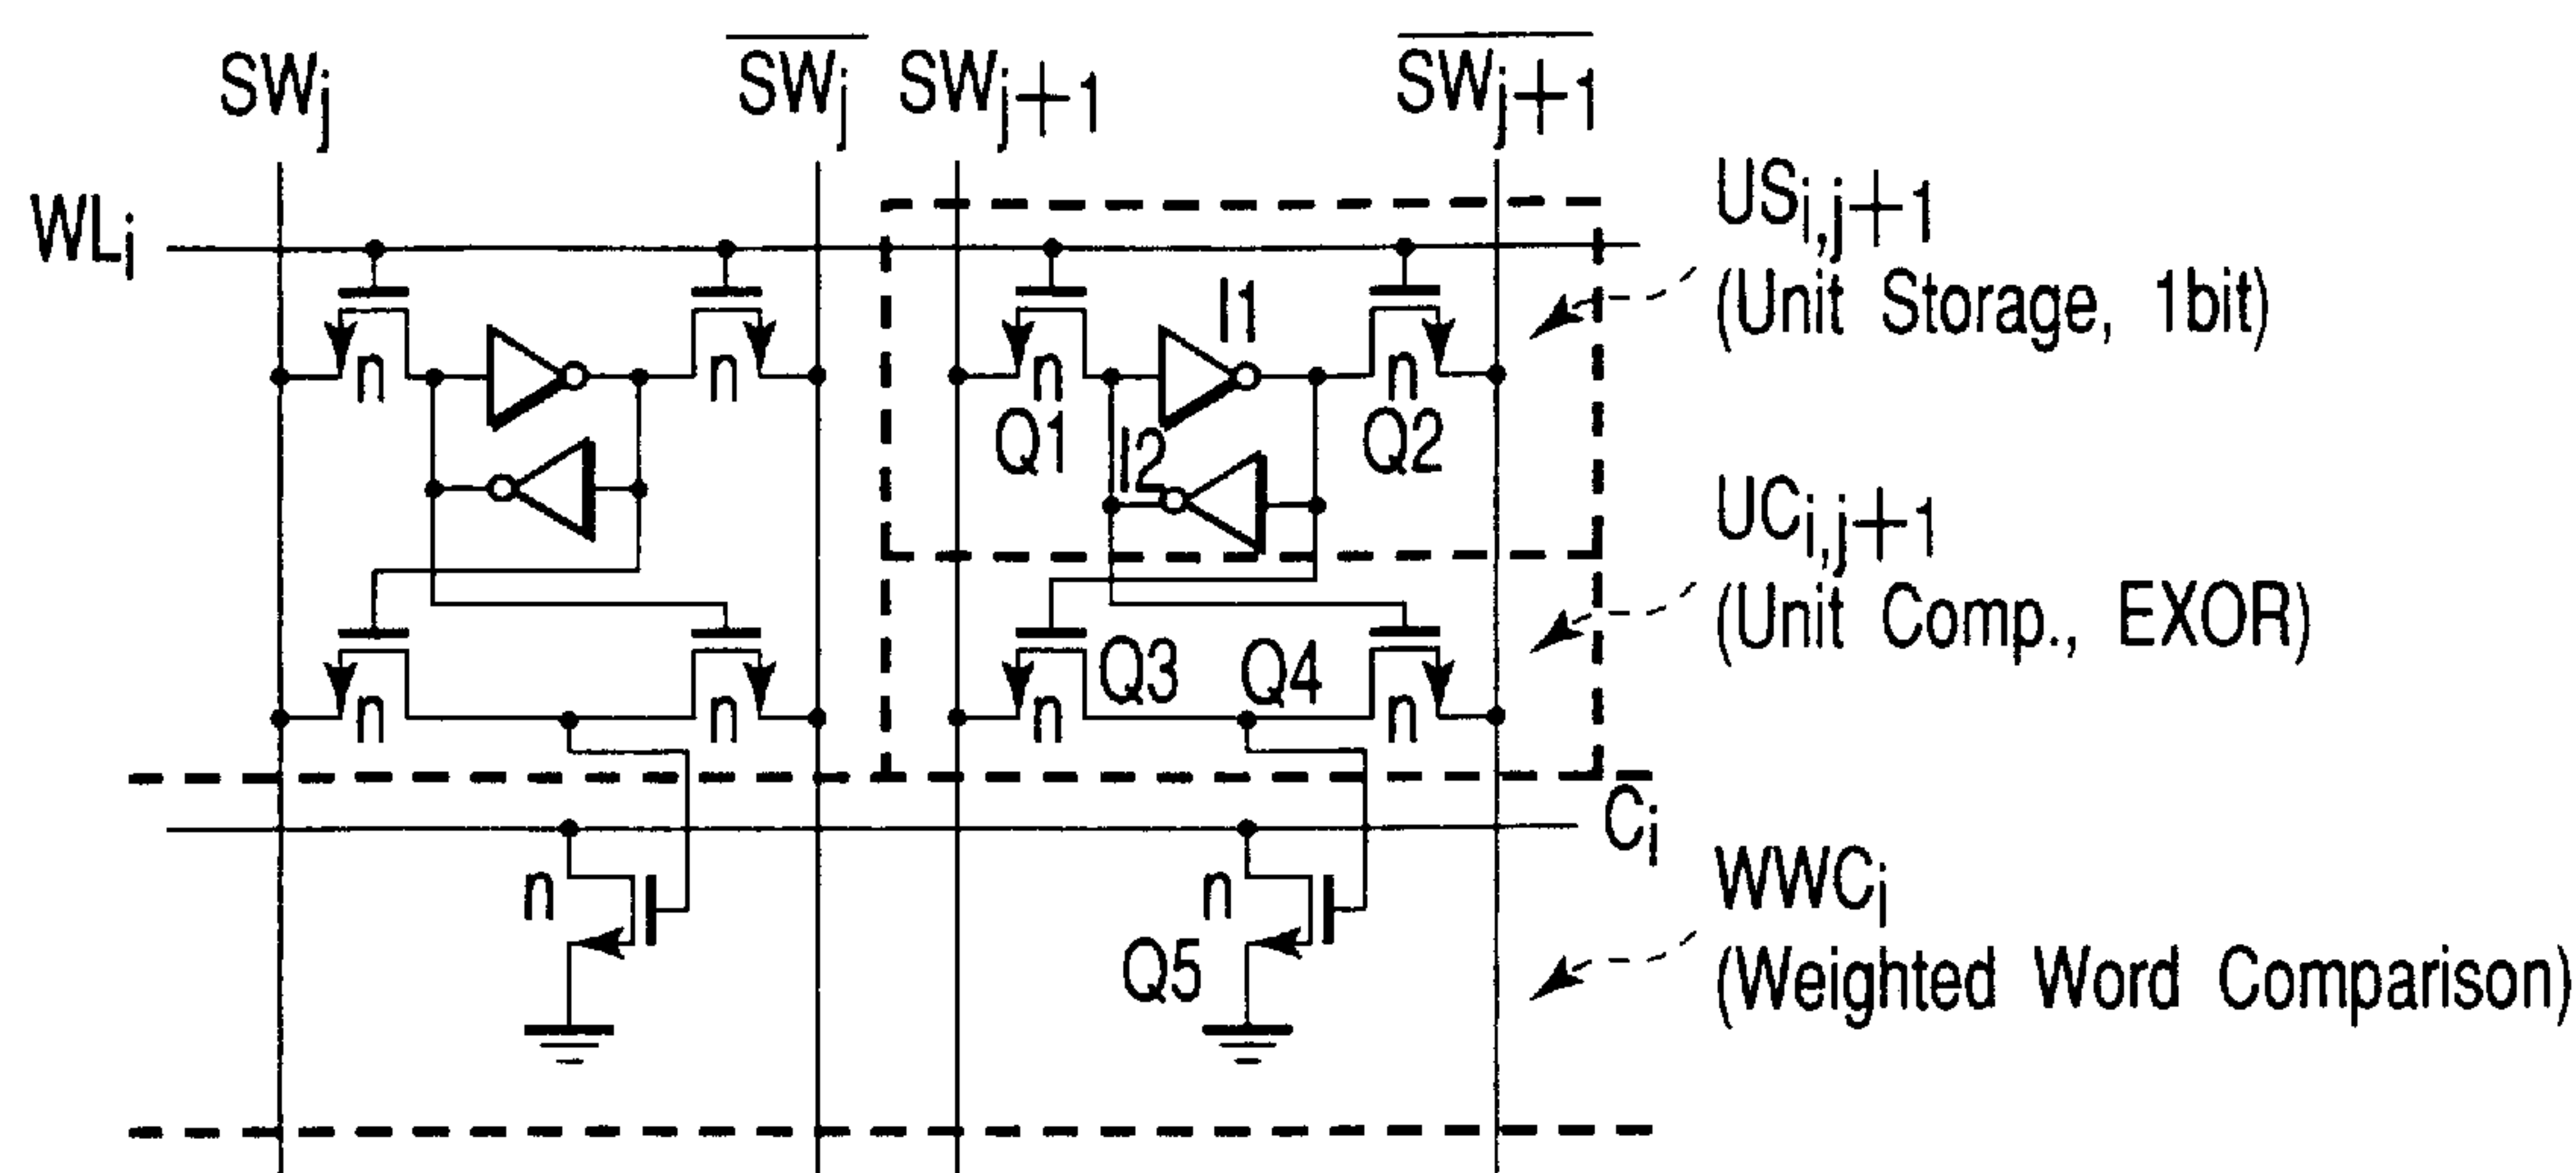 SWj
SWj
SWj+1
SWj+1
WLi
USi,j+1
(Unit Storage, 1bit)
I1
n
n
n
n
Q1
I2
Q2
UCi,j+1
(Unit Comp., EXOR)
Q3
Q4
n
n
n
n
Ci
n
n
WWCi
Q5
(Weighted Word Comparison)